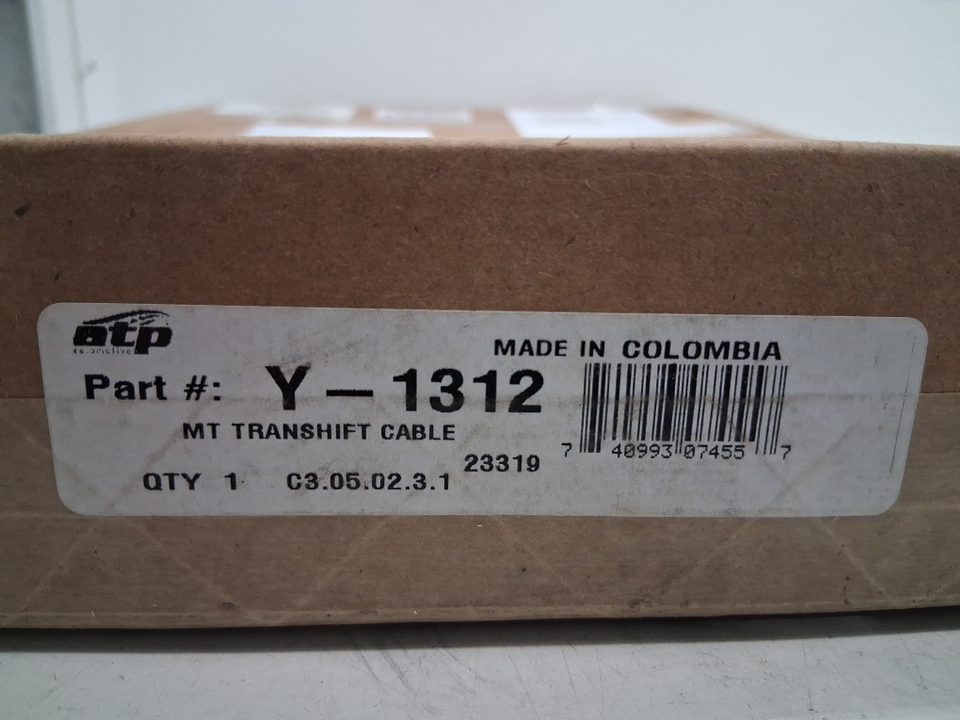 atp
automotive
MADE IN COLOMBIA
Part #: Y-1312
MT TRANSHIFT CABLE
7 40993 07455 7
23319
QTY 1 C3.05.02.3.1